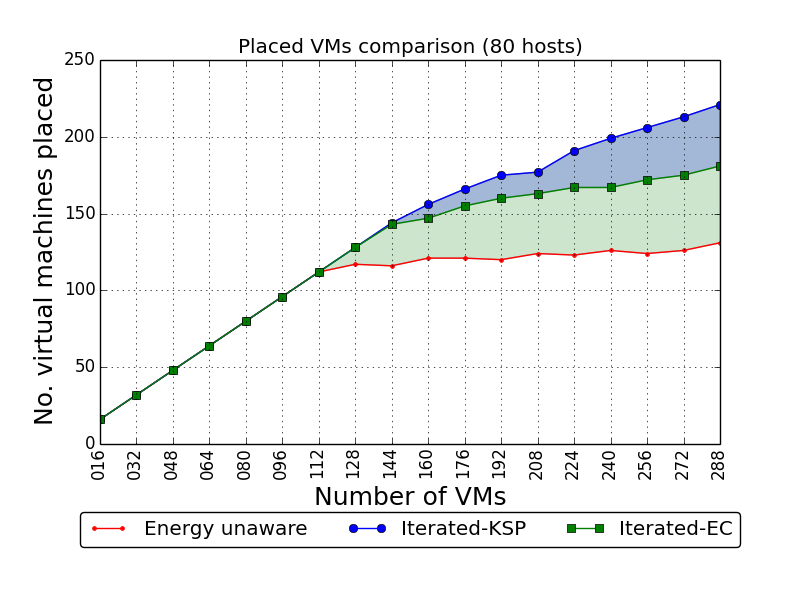 Placed VMs comparison (80 hosts)
250
200
150
100
50
0
No. virtual machines placed
016 032 048 064 080 096 112 128 144 160 176 192 208 224 240 256 272 288
Number of VMs
Energy unaware Iterated-KSP Iterated-EC